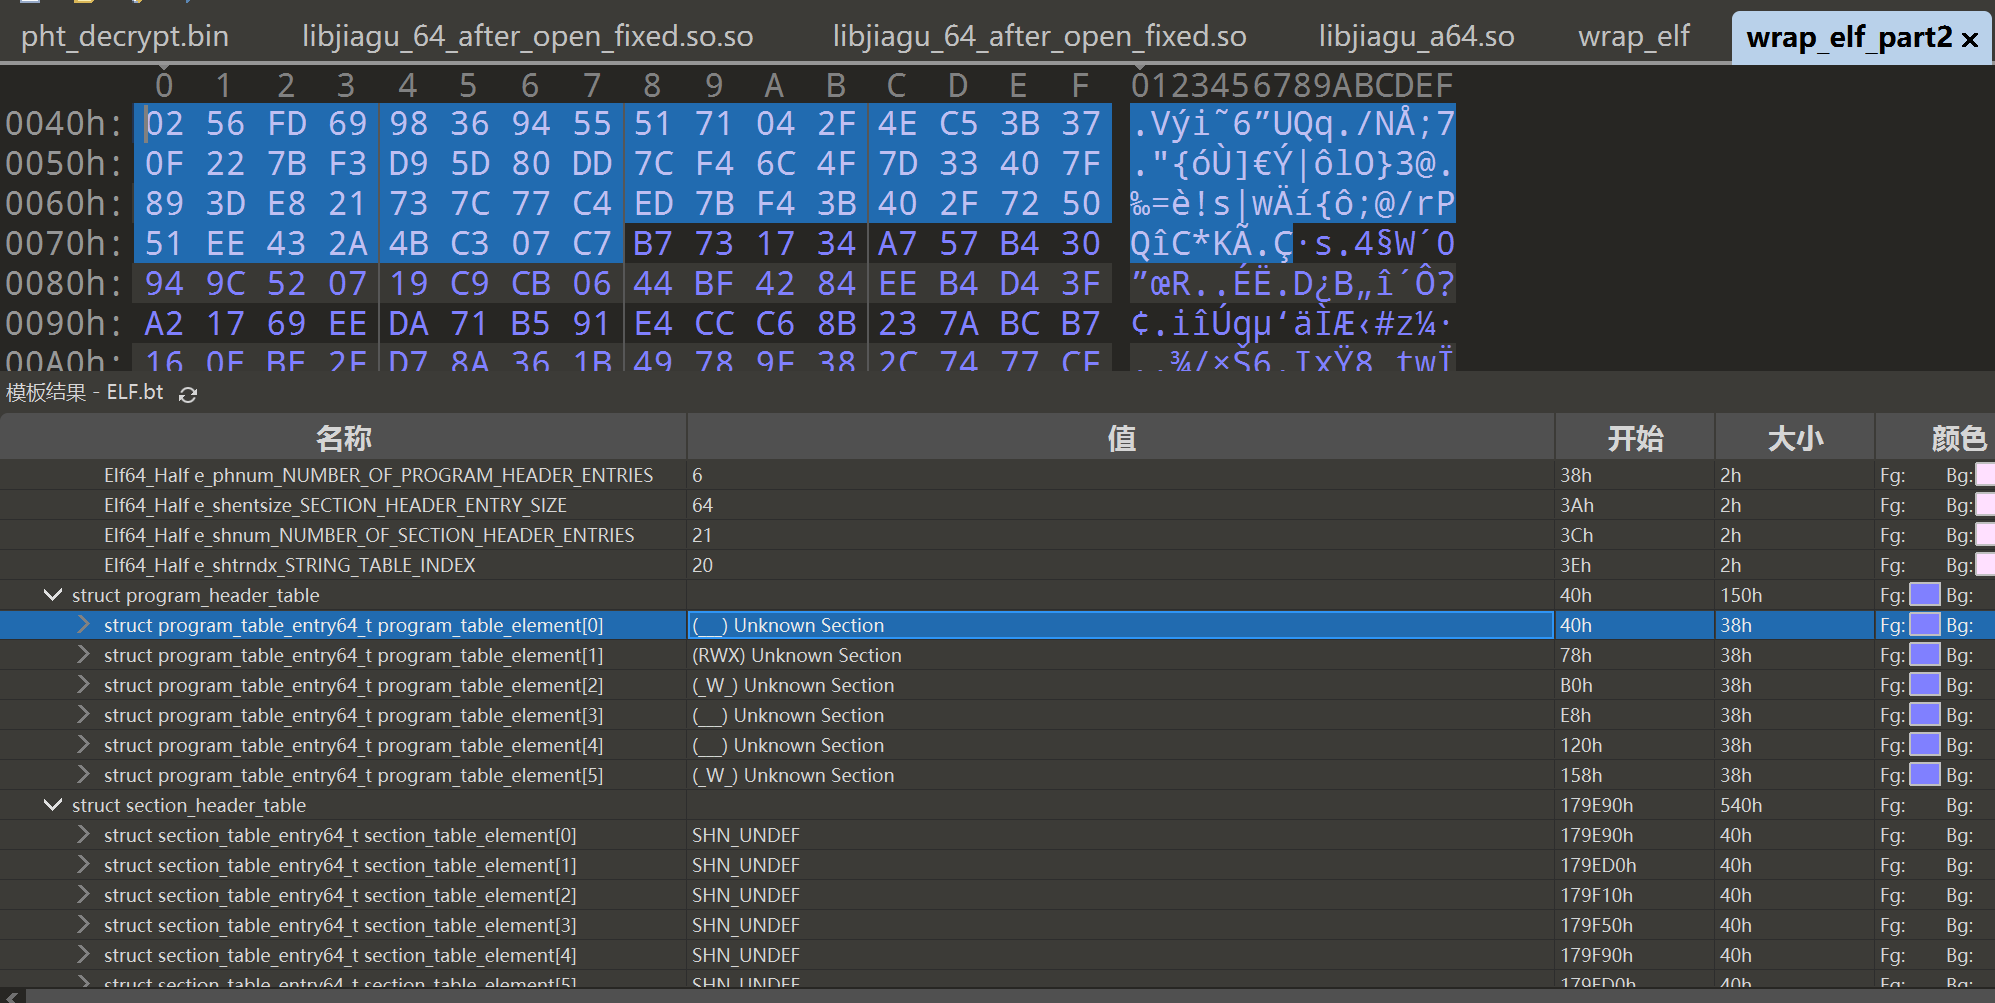 pht_decrypt.bin libjiagu_64_after_open_fixed.so.so libjiagu_64_after_open_fixed.so libjiagu_a64.so wrap_elf wrap_elf_part2 ×
0 1 2 3 4 5 6 7 8 9 A B C D E F 0123456789ABCDEF
0040h: 02 56 FD 69 98 36 94 55 51 71 04 2F 4E C5 3B 37 .Výi˜6”UQq./NÅ;7
0050h: 0F 22 7B F3 D9 5D 80 DD 7C F4 6C 4F 7D 33 40 7F ."{óÙ]€Ý|ôlO}3@.
0060h: 89 3D E8 21 73 7C 77 C4 ED 7B F4 3B 40 2F 72 50 ‰=è!s|wÄí{ô;@/rP
0070h: 51 EE 43 2A 4B C3 07 C7 B7 73 17 34 A7 57 B4 30 QîC*KÃ.Ç·s.4§W´0
0080h: 94 9C 52 07 19 C9 CB 06 44 BF 42 84 EE B4 D4 3F ”œR..ÉË.D¿B„î´Ô?
0090h: A2 17 69 EE DA 71 B5 91 E4 CC C6 8B 23 7A BC B7 ¢.iîÚqµ‘äÌÆ‹#z¼·
00A0h: 16 0F BE 2F D7 8A 36 1B 49 78 9F 38 2C 74 77 CF ..¾/×Š6.IxŸ8,twÏ
模板结果 - ELF.bt
名称 值 开始 大小 颜色
Elf64_Half e_phnum_NUMBER_OF_PROGRAM_HEADER_ENTRIES 6 38h 2h Fg: Bg:
Elf64_Half e_shentsize_SECTION_HEADER_ENTRY_SIZE 64 3Ah 2h Fg: Bg:
Elf64_Half e_shnum_NUMBER_OF_SECTION_HEADER_ENTRIES 21 3Ch 2h Fg: Bg:
Elf64_Half e_shtrndx_STRING_TABLE_INDEX 20 3Eh 2h Fg: Bg:
struct program_header_table 40h 150h Fg: Bg:
struct program_table_entry64_t program_table_element[0] (__) Unknown Section 40h 38h Fg: Bg:
struct program_table_entry64_t program_table_element[1] (RWX) Unknown Section 78h 38h Fg: Bg:
struct program_table_entry64_t program_table_element[2] (_W_) Unknown Section B0h 38h Fg: Bg:
struct program_table_entry64_t program_table_element[3] (__) Unknown Section E8h 38h Fg: Bg:
struct program_table_entry64_t program_table_element[4] (__) Unknown Section 120h 38h Fg: Bg:
struct program_table_entry64_t program_table_element[5] (_W_) Unknown Section 158h 38h Fg: Bg:
struct section_header_table 179E90h 540h Fg: Bg:
struct section_table_entry64_t section_table_element[0] SHN_UNDEF 179E90h 40h Fg: Bg:
struct section_table_entry64_t section_table_element[1] SHN_UNDEF 179ED0h 40h Fg: Bg:
struct section_table_entry64_t section_table_element[2] SHN_UNDEF 179F10h 40h Fg: Bg:
struct section_table_entry64_t section_table_element[3] SHN_UNDEF 179F50h 40h Fg: Bg:
struct section_table_entry64_t section_table_element[4] SHN_UNDEF 179F90h 40h Fg: Bg:
struct section_table_entry64_t section_table_element[5] SHN_UNDEF 179FD0h 40h Fg: Bg: